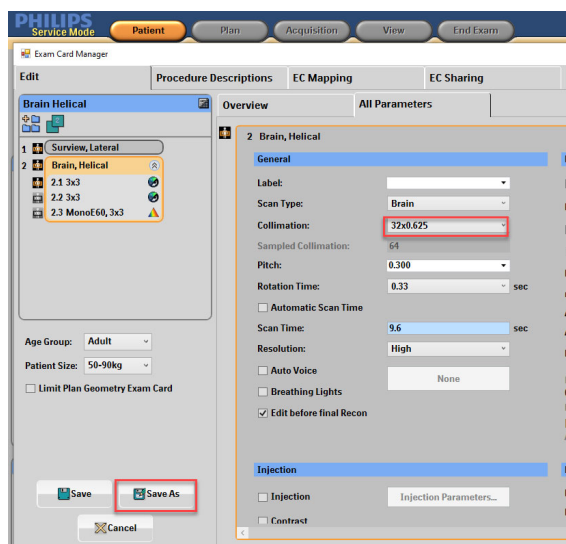 PHILIPS
Service Mode
Patient
Plan
Acquisition
View
End Exam
Exam Card Manager
Edit
Procedure Descriptions
EC Mapping
EC Sharing
Brain Helical
1 Surview, Lateral
2 Brain, Helical
2.1 3x3
2.2 3x3
2.3 MonoE60, 3x3
Age Group: Adult
Patient Size: 50-90kg
Limit Plan Geometry Exam Card
Save
Save As
Cancel
Overview
All Parameters
2 Brain, Helical
General
Label:
Scan Type: Brain
Collimation: 32x0.625
Sampled Collimation: 64
Pitch: 0.300
Rotation Time: 0.33 sec
Automatic Scan Time
Scan Time: 9.6 sec
Resolution: High
Auto Voice
None
Breathing Lights
Edit before final Recon
Injection
Injection
Injection Parameters...
Contrast